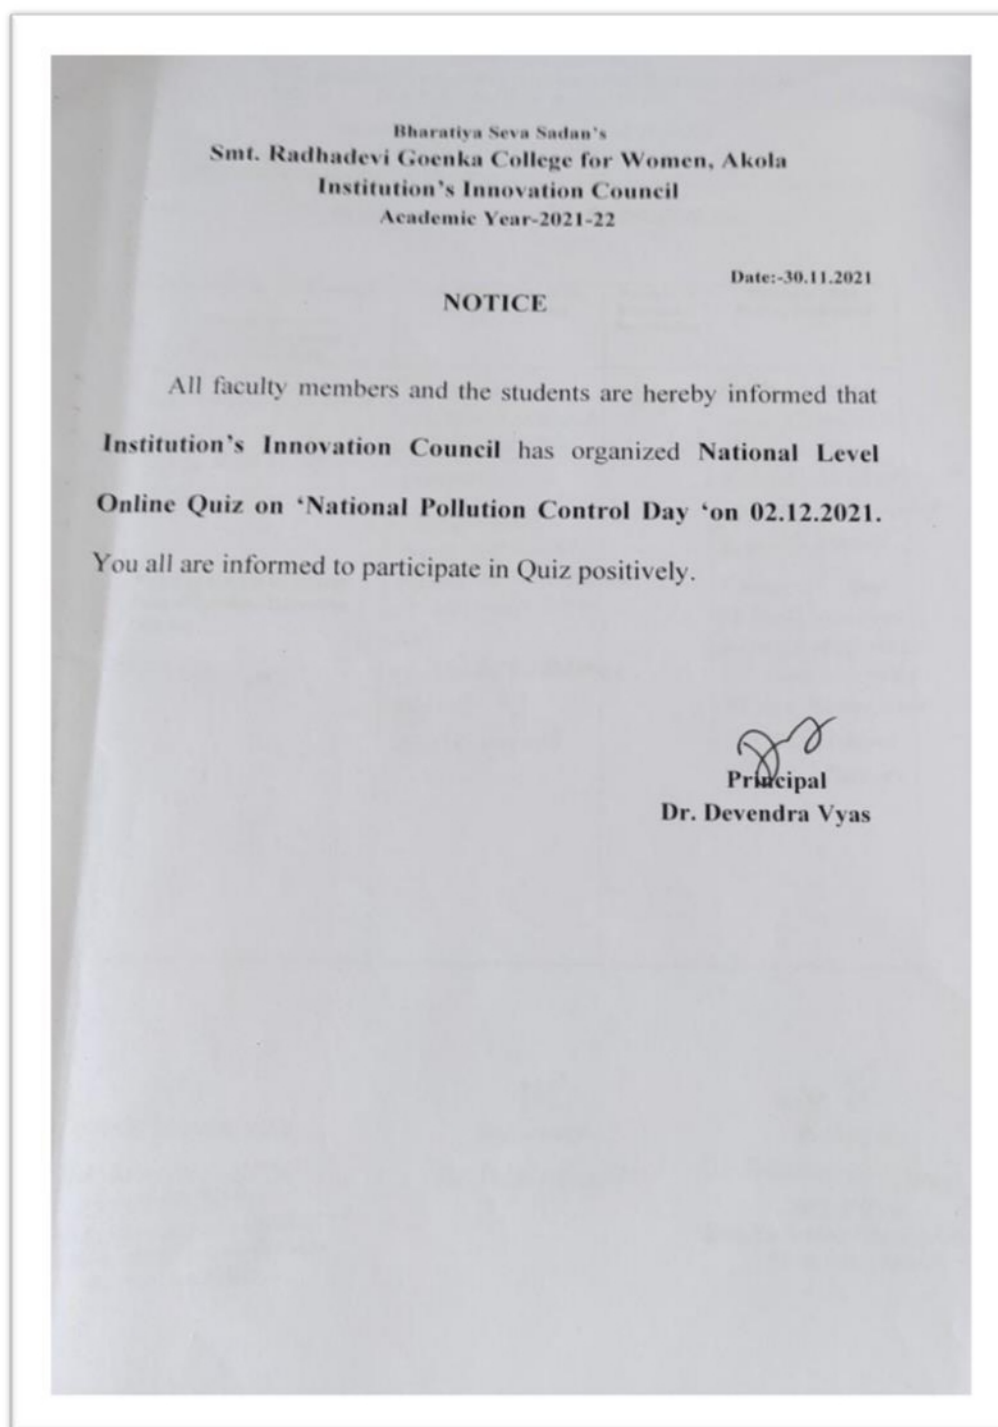 Bharatiya Seva Sadan's
Smt. Radhadevi Goenka College for Women, Akola
Institution's Innovation Council
Academic Year-2021-22
Date:-30.11.2021
NOTICE
All faculty members and the students are hereby informed that
Institution's Innovation Council has organized National Level
Online Quiz on ‘National Pollution Control Day ‘on 02.12.2021.
You all are informed to participate in Quiz positively.
Principal
Dr. Devendra Vyas